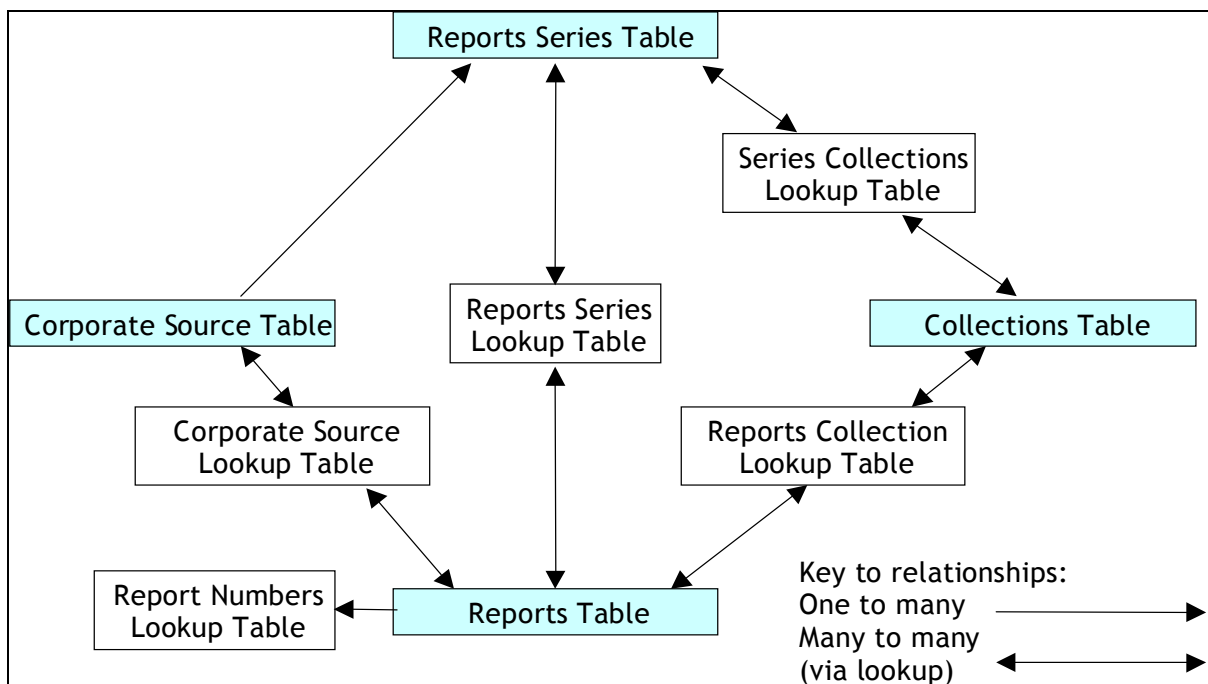 Reports Series Table
Series Collections
Lookup Table
Corporate Source Table
Reports Series
Lookup Table
Collections Table
Corporate Source
Lookup Table
Reports Collection
Lookup Table
Report Numbers
Lookup Table
Reports Table
Key to relationships:
One to many
Many to many
(via lookup)